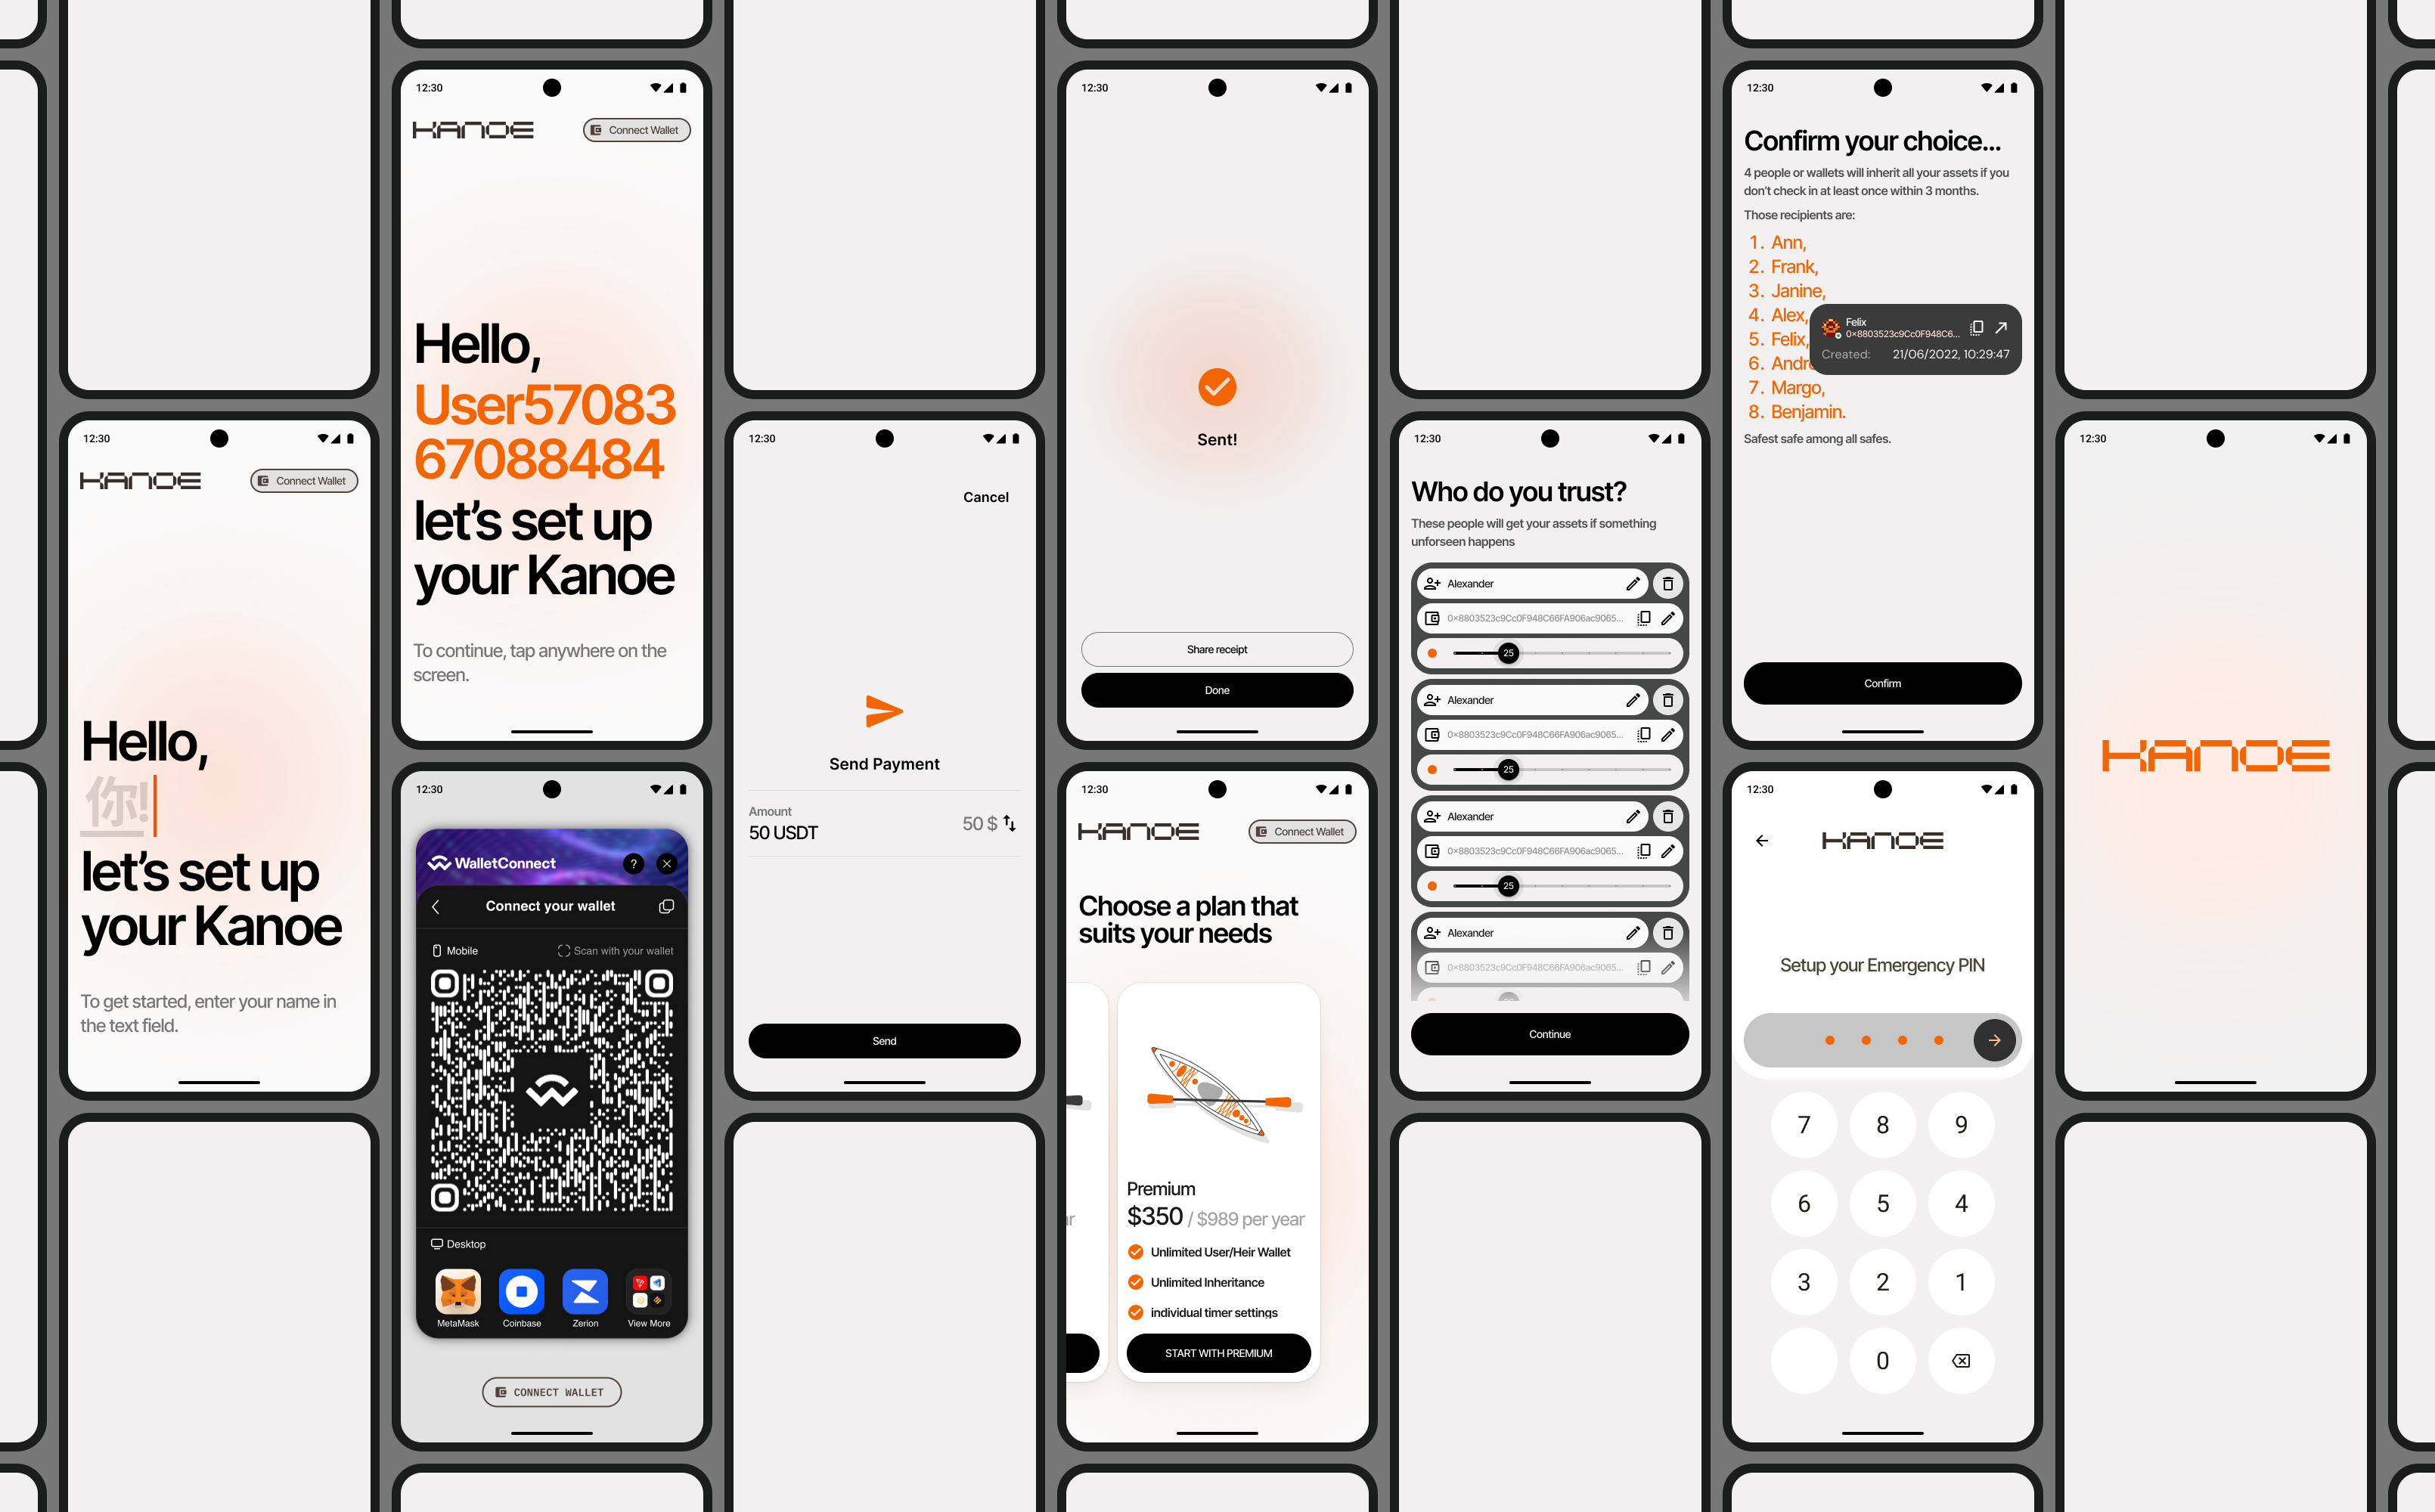 12:30
KANOE
Connect Wallet
Hello,
你!
let's set up
your Kanoe
To get started, enter your name in
the text field.
12:30
KANOE
Connect Wallet
Hello,
User57083
67088484
let's set up
your Kanoe
To continue, tap anywhere on the
screen.
12:30
WalletConnect
?
Connect your wallet
Mobile
Scan with your wallet
Desktop
MetaMask
Coinbase
Zerion
View More
CONNECT WALLET
12:30
Cancel
Send Payment
Amount
50 USDT
50 $
Send
12:30
Sent!
Share receipt
Done
12:30
KANOE
Connect Wallet
Choose a plan that
suits your needs
Premium
$350 / $989 per year
Unlimited User/Heir Wallet
Unlimited Inheritance
individual timer settings
START WITH PREMIUM
12:30
Who do you trust?
These people will get your assets if something
unforseen happens
Alexander
0×8803523c9Cc0F948C66FA906ac9065...
25
Alexander
0×8803523c9Cc0F948C66FA906ac9065...
25
Alexander
0×8803523c9Cc0F948C66FA906ac9065...
25
Alexander
0×8803523c9Cc0F948C66FA906ac9065...
Continue
12:30
Confirm your choice...
4 people or wallets will inherit all your assets if you
don't check in at least once within 3 months.
Those recipients are:
1. Ann,
2. Frank,
3. Janine,
4. Alex,
5. Felix,
6. Andr
7. Margo,
8. Benjamin.
Felix
0×8803523c9Cc0F948C6...
Created: 21/06/2022, 10:29:47
Safest safe among all safes.
Confirm
12:30
KANOE
Setup your Emergency PIN
7 8 9
6 5 4
3 2 1
0
12:30
KANOE